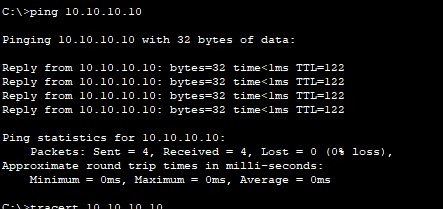 C:\>ping 10.10.10.10
Pinging 10.10.10.10 with 32 bytes of data:
Reply from 10.10.10.10: bytes=32 time<1ms TTL=122
Reply from 10.10.10.10: bytes=32 time<1ms TTL=122
Reply from 10.10.10.10: bytes=32 time<1ms TTL=122
Reply from 10.10.10.10: bytes=32 time<1ms TTL=122
Ping statistics for 10.10.10.10:
Packets: Sent = 4, Received = 4, Lost = 0 (0% loss),
Approximate round trip times in milli-seconds:
Minimum = 0ms, Maximum = 0ms, Average = 0ms
C:\>tracert 10.10.10.10